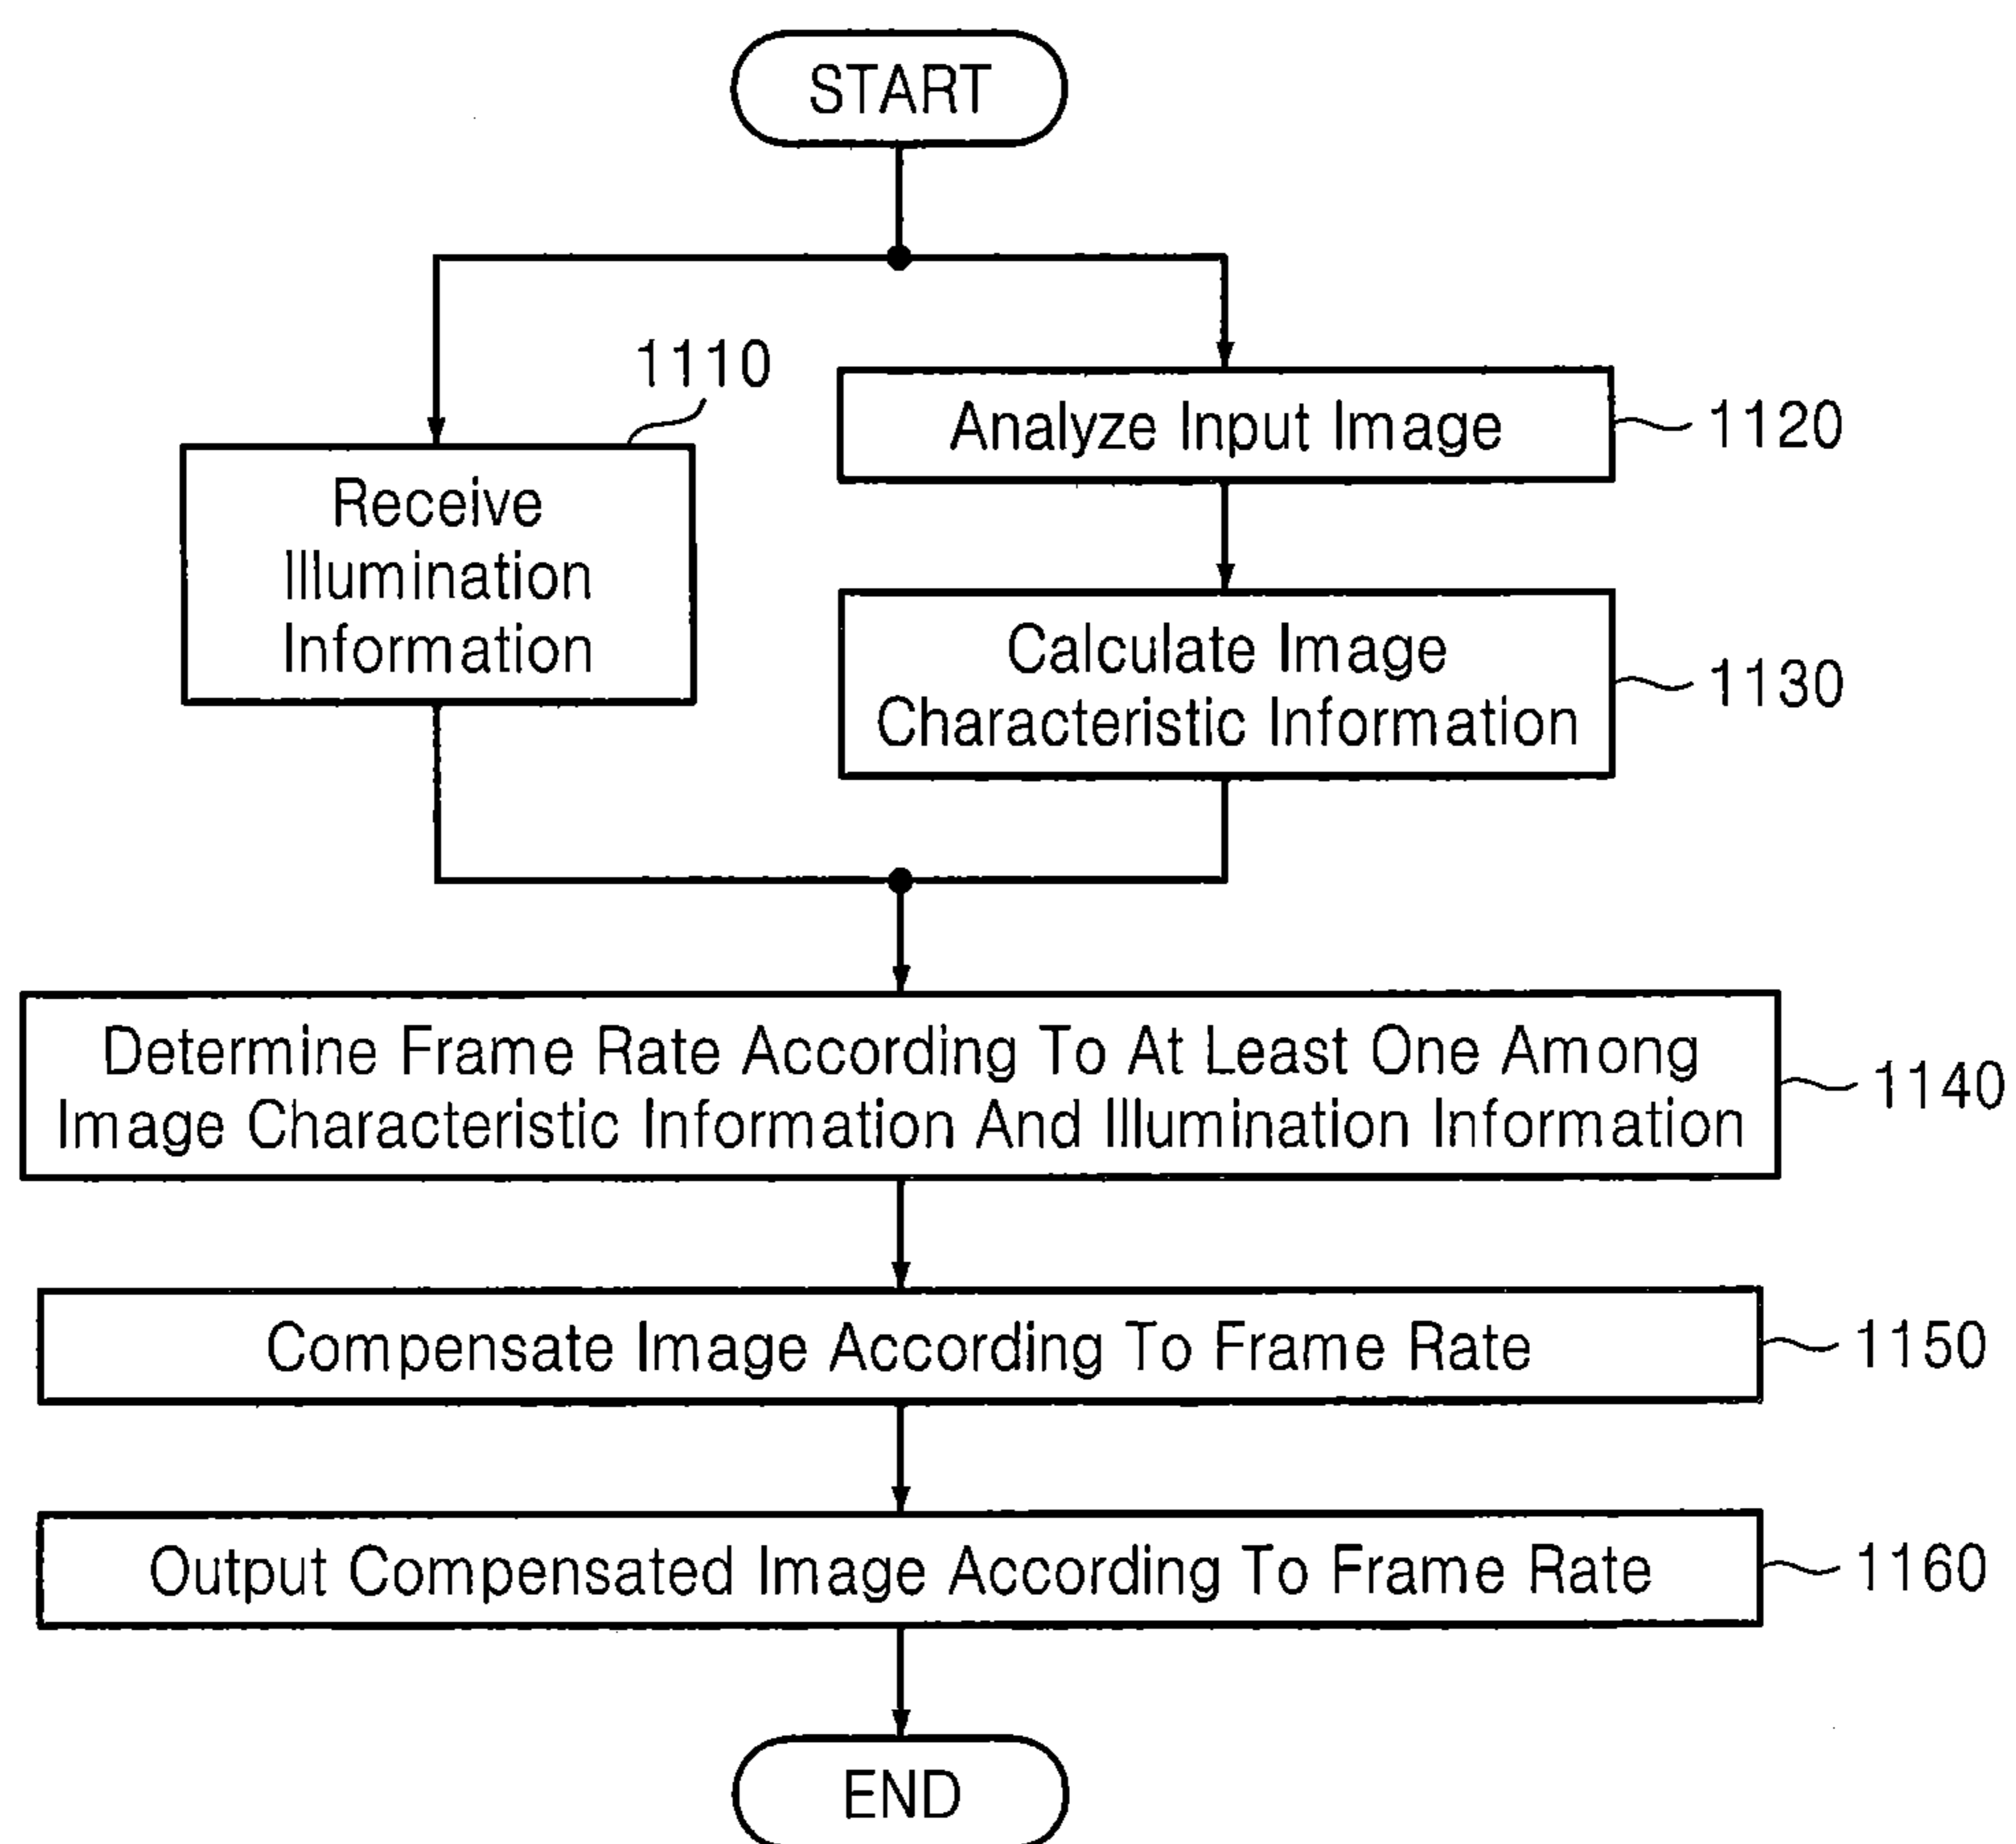 START
1110
Receive
Illumination
Information
Analyze Input Image
1120
Calculate Image
Characteristic Information
1130
Determine Frame Rate According To At Least One Among
Image Characteristic Information And Illumination Information
1140
Compensate Image According To Frame Rate
1150
Output Compensated Image According To Frame Rate
1160
END